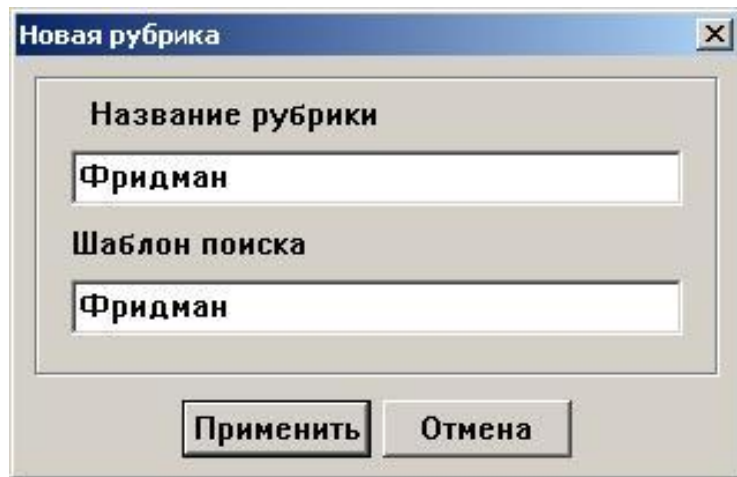 Новая рубрика
Название рубрики
Фридман
Шаблон поиска
Фридман
Применить Отмена